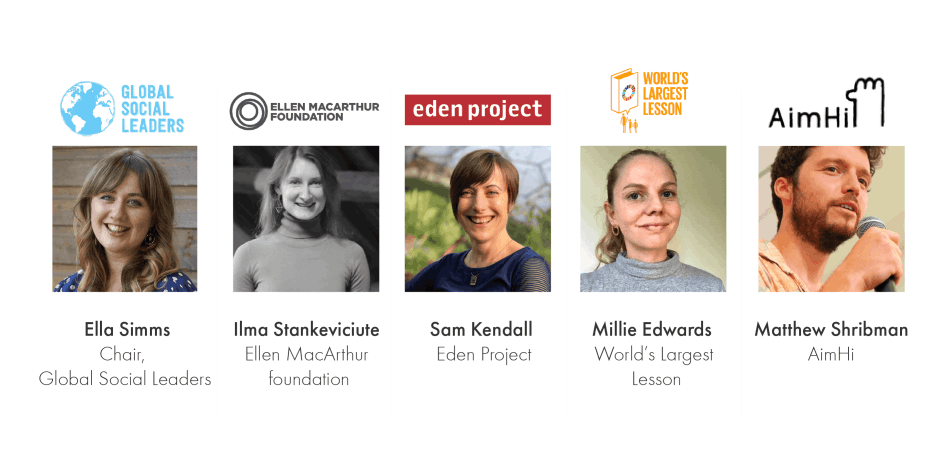 GLOBAL
SOCIAL
LEADERS
ELLEN MACARTHUR
FOUNDATION
eden project
WORLD'S
LARGEST
LESSON
AimHi
Ella Simms
Chair,
Global Social Leaders
Ilma Stankeviciute
Ellen MacArthur
foundation
Sam Kendall
Eden Project
Millie Edwards
World's Largest
Lesson
Matthew Shribman
AimHi